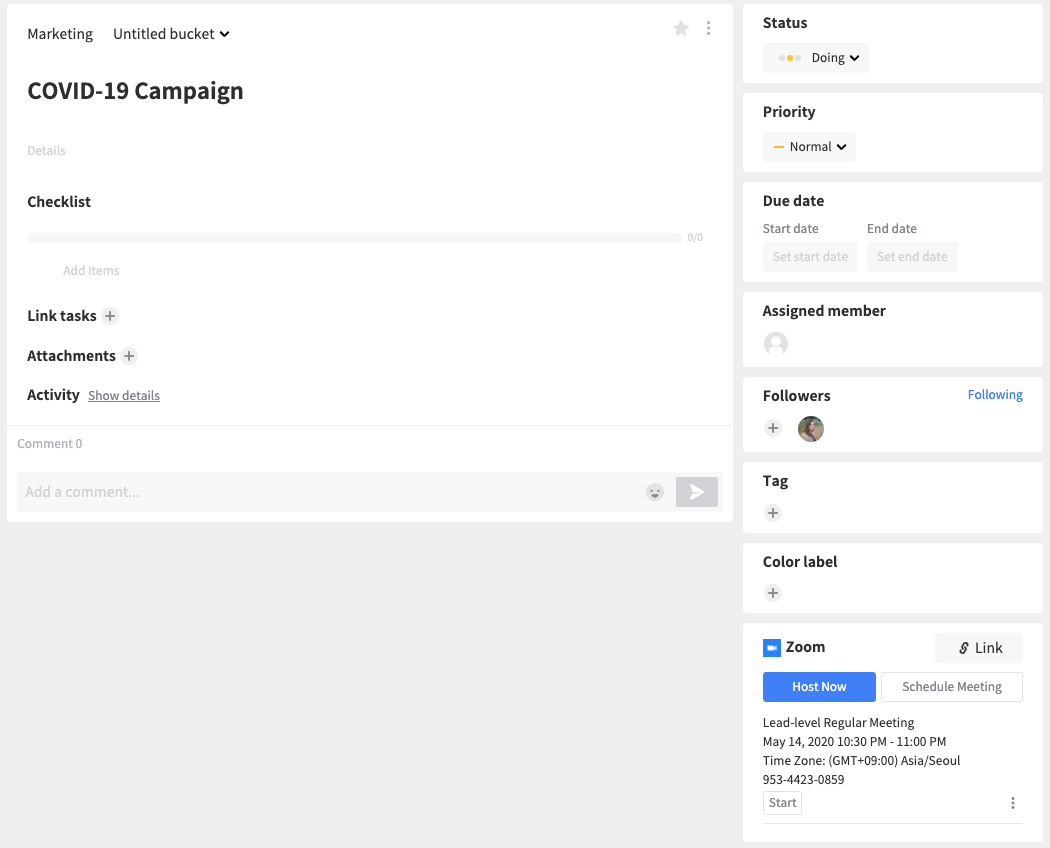 Marketing Untitled bucket
COVID-19 Campaign
Details
Checklist
0/0
Add Items
Link tasks
Attachments
Activity Show details
Comment 0
Add a comment...
Status
Doing
Priority
Normal
Due date
Start date End date
Set start date Set end date
Assigned member
Followers Following
Tag
Color label
Zoom Link
Host Now Schedule Meeting
Lead-level Regular Meeting
May 14, 2020 10:30 PM - 11:00 PM
Time Zone: (GMT+09:00) Asia/Seoul
953-4423-0859
Start